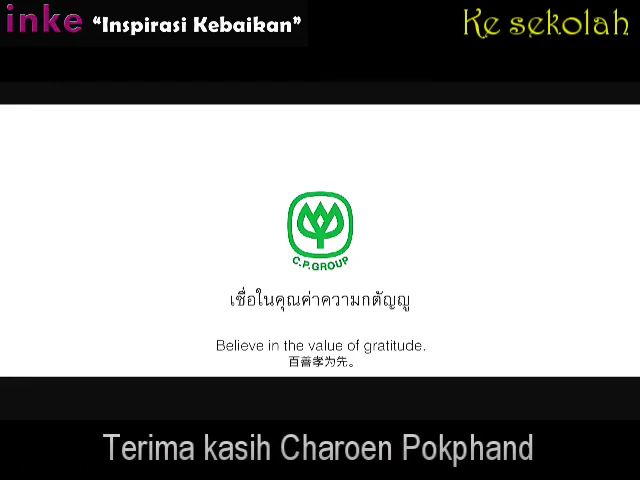 inke “Inspirasi Kebaikan”
Ke sekolah
C.P.GROUP
เชื่อในคุณค่าความกตัญญู
Believe in the value of gratitude.
百善孝为先。
Terima kasih Charoen Pokphand